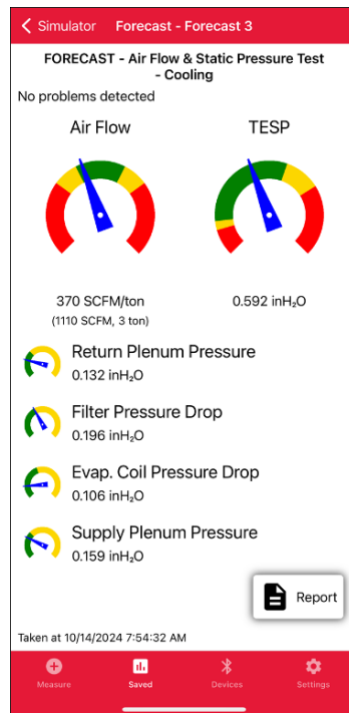 Simulator Forecast - Forecast 3
FORECAST - Air Flow & Static Pressure Test
- Cooling
No problems detected
Air Flow TESP
370 SCFM/ton 0.592 inH₂O
(1110 SCFM, 3 ton)
Return Plenum Pressure
0.132 inH₂O
Filter Pressure Drop
0.196 inH₂O
Evap. Coil Pressure Drop
0.106 inH₂O
Supply Plenum Pressure
0.159 inH₂O
Report
Taken at 10/14/2024 7:54:32 AM
Measure Saved Devices Settings